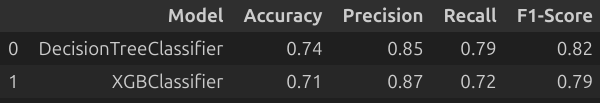 Model Accuracy Precision Recall F1-Score
0 DecisionTreeClassifier 0.74 0.85 0.79 0.82
1 XGBClassifier 0.71 0.87 0.72 0.79